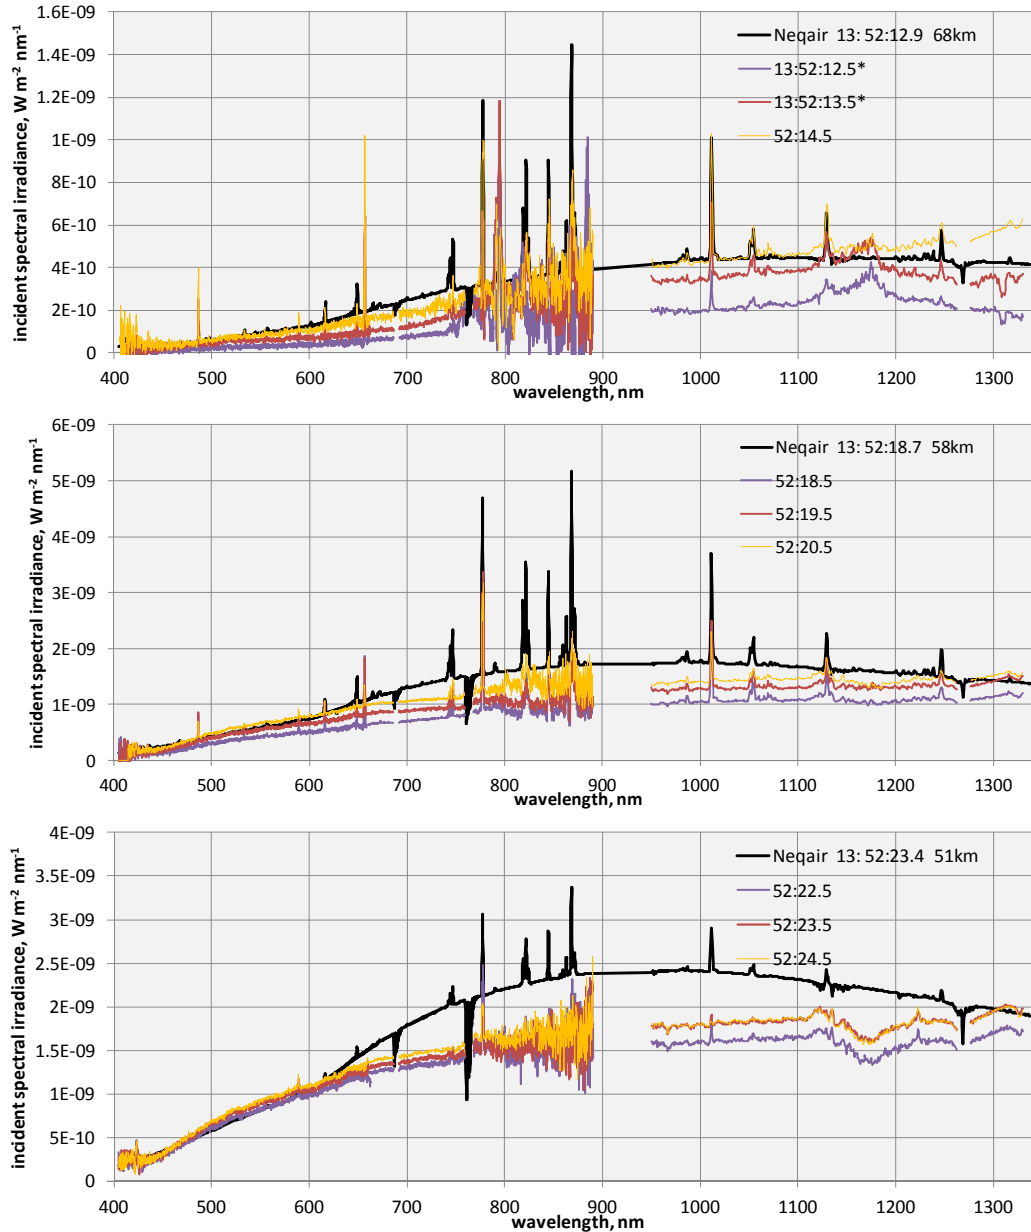 incident spectral irradiance, W m-2 nm-1
1.6E-09
1.4E-09
1.2E-09
1E-09
8E-10
6E-10
4E-10
2E-10
0
Neqair 13: 52:12.9 68km
13:52:12.5*
13:52:13.5*
52:14.5
400 500 600 700 800 900 1000 1100 1200 1300
wavelength, nm
incident spectral irradiance, W m-2 nm-1
6E-09
5E-09
4E-09
3E-09
2E-09
1E-09
0
Neqair 13: 52:18.7 58km
52:18.5
52:19.5
52:20.5
400 500 600 700 800 900 1000 1100 1200 1300
wavelength, nm
incident spectral irradiance, W m-2 nm-1
4E-09
3.5E-09
3E-09
2.5E-09
2E-09
1.5E-09
1E-09
5E-10
0
Neqair 13: 52:23.4 51km
52:22.5
52:23.5
52:24.5
400 500 600 700 800 900 1000 1100 1200 1300
wavelength, nm